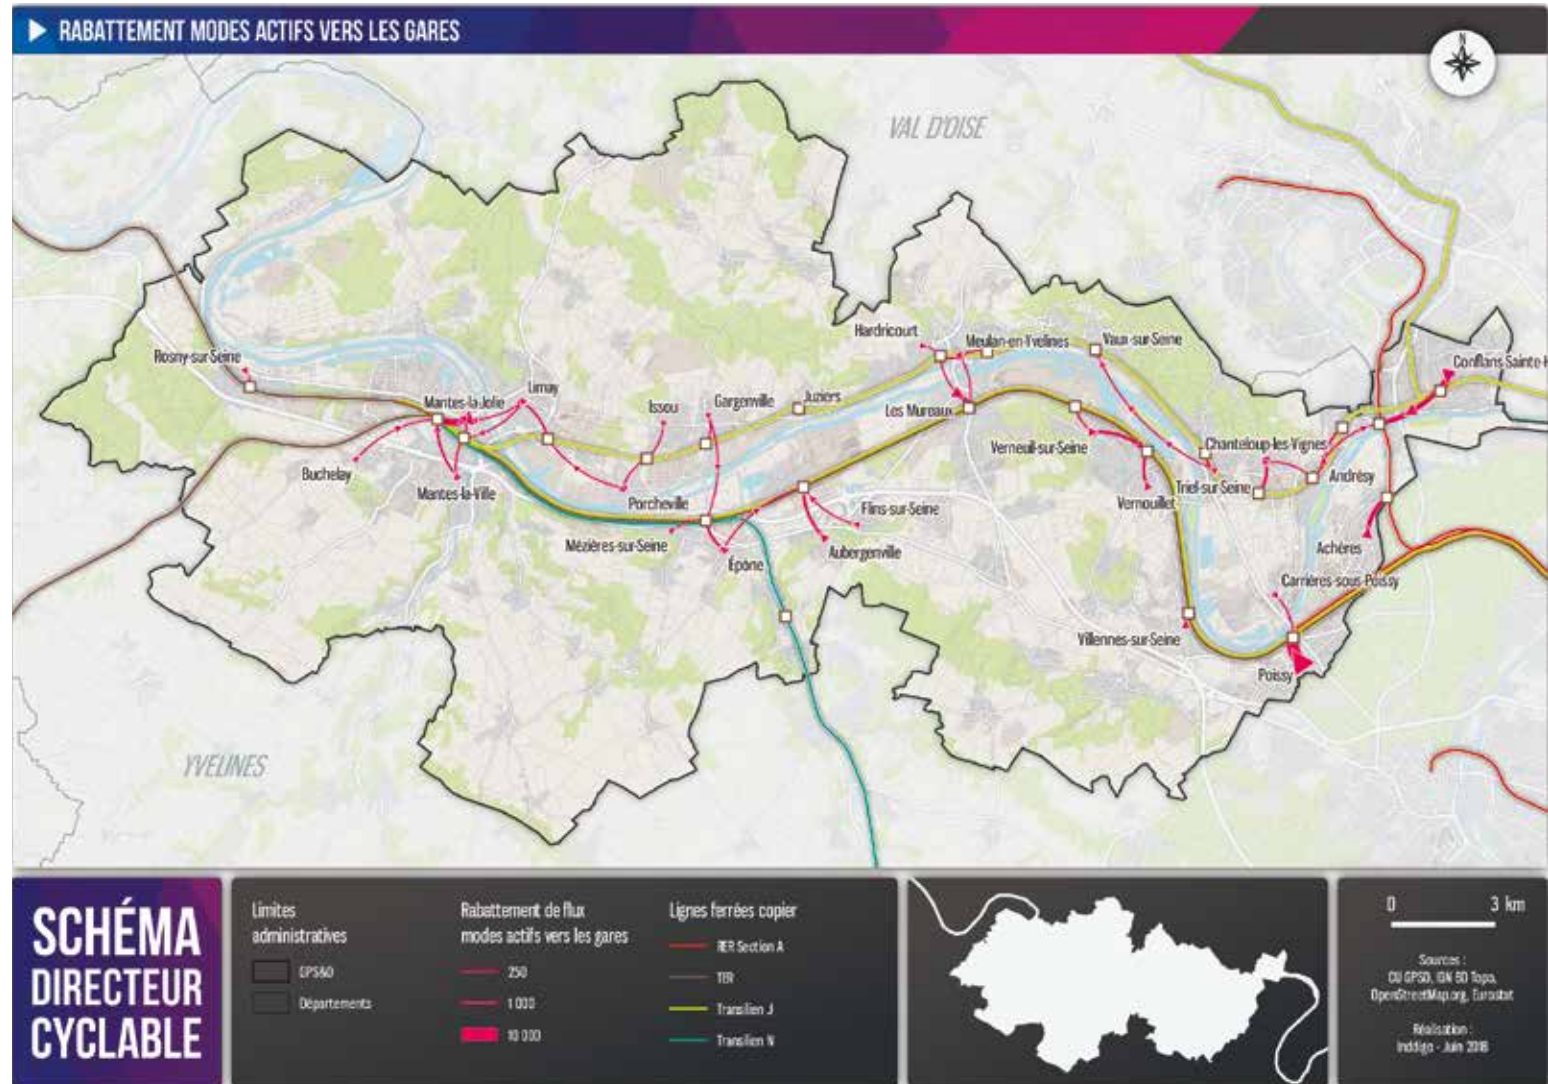 RABATTEMENT MODES ACTIFS VERS LES GARES
N
VAL D'OISE
Hardricourt
Meulan-en-Yvelines
Vaux-sur-Seine
Rosny-sur-Seine
Conflans Sainte-H
Limay
Mantes-la-Jolie
Issou
Gargenville
Juziers
Les Mureaux
Chanteloup-les-Vignes
Verneuil-sur-Seine
Buchelay
Mantes-la-Ville
Andrésy
Triel-sur-Seine
Porcheville
Vernouillet
Flins-sur-Seine
Mézières-sur-Seine
Achères
Aubergenville
Épône
Carrières-sous-Poissy
Villennes-sur-Seine
Poissy
YVELINES
SCHÉMA
DIRECTEUR
CYCLABLE
Limites
administratives
GPS&O
Départements
Rabattement de flux
modes actifs vers les gares
250
1 000
10 000
Lignes ferrées copier
RER Section A
TER
Transilien J
Transilien N
0 3 km
Sources :
CU GPSO, IGN BD Topo,
OpenStreetMap.org, Eurostat
Réalisation :
Inddigo - Juin 2018